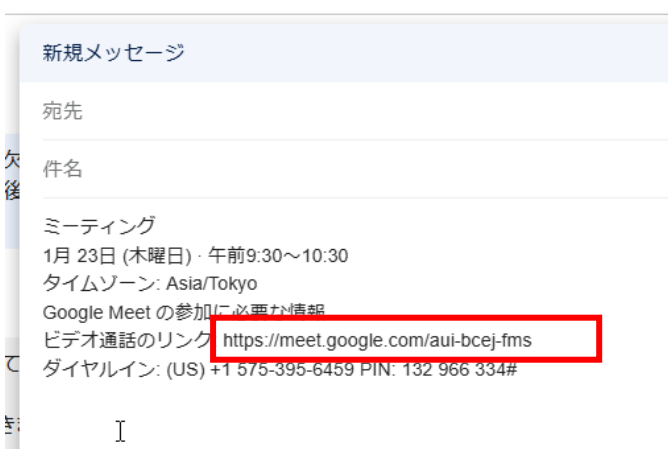 新規メッセージ
宛先
件名
ミーティング
1月 23日 (木曜日) · 午前9:30～10:30
タイムゾーン: Asia/Tokyo
Google Meet の参加に必要な情報
ビデオ通話のリンク https://meet.google.com/aui-bcej-fms
ダイヤルイン: (US) +1 575-395-6459 PIN: 132 966 334#